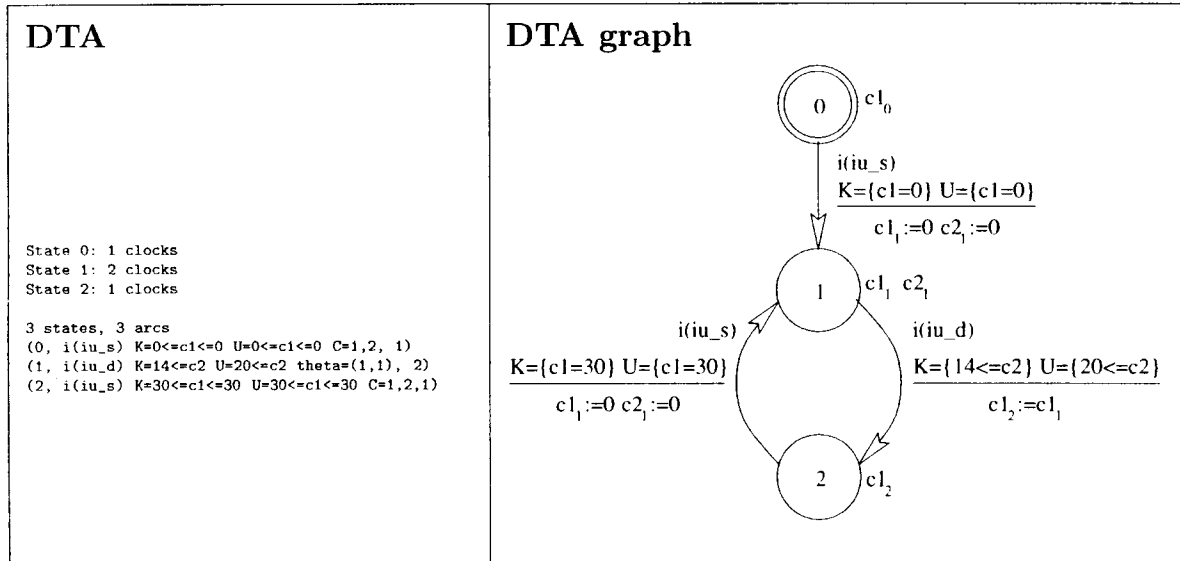 DTA
State 0: 1 clocks
State 1: 2 clocks
State 2: 1 clocks
3 states, 3 arcs
(0, i(iu_s) K=0<=c1<=0 U=0<=c1<=0 C=1,2, 1)
(1, i(iu_d) K=14<=c2 U=20<=c2 theta=(1,1), 2)
(2, i(iu_s) K=30<=c1<=30 U=30<=c1<=30 C=1,2,1)
DTA graph
0 c1₀
i(iu_s)
K={c1=0} U={c1=0}
c1₁:=0 c2₁:=0
1 c1₁ c2₁
i(iu_s)
K={c1=30} U={c1=30}
c1₁:=0 c2₁:=0
i(iu_d)
K={14<=c2} U={20<=c2}
c1₂:=c1₁
2 c1₂